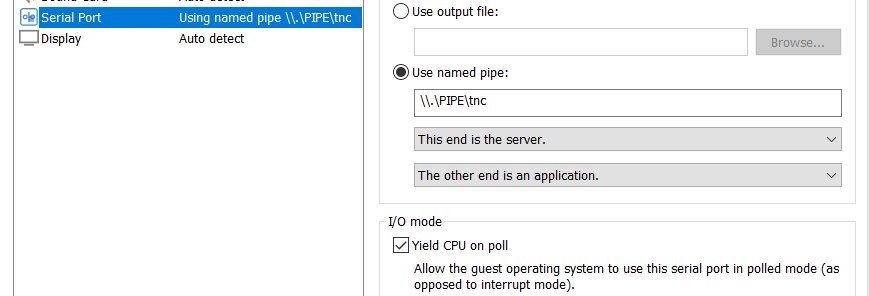 Serial Port Using named pipe \\.\PIPE\tnc
Display Auto detect
Use output file:
Browse...
Use named pipe:
\\.\PIPE\tnc
This end is the server.
The other end is an application.
I/O mode
Yield CPU on poll
Allow the guest operating system to use this serial port in polled mode (as
opposed to interrupt mode).